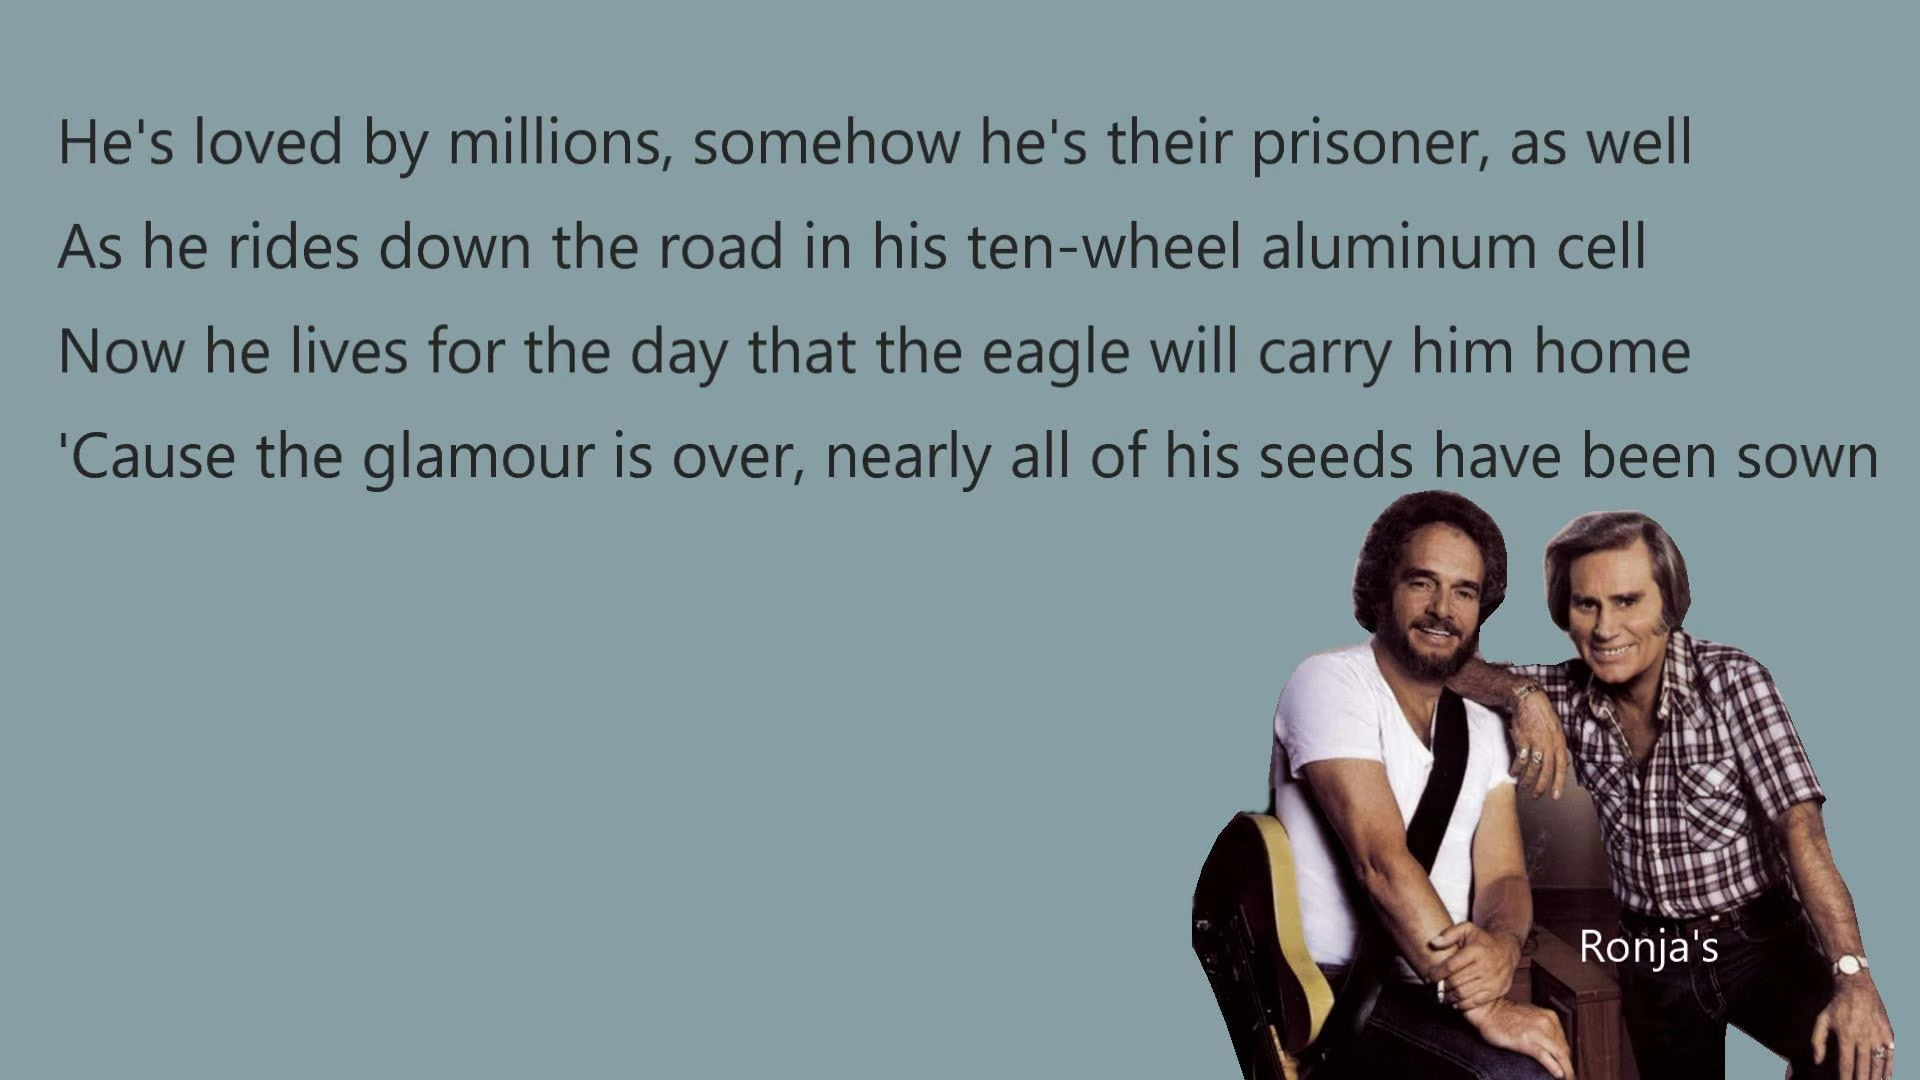 He's loved by millions, somehow he's their prisoner, as well
As he rides down the road in his ten-wheel aluminum cell
Now he lives for the day that the eagle will carry him home
'Cause the glamour is over, nearly all of his seeds have been sown
Ronja's